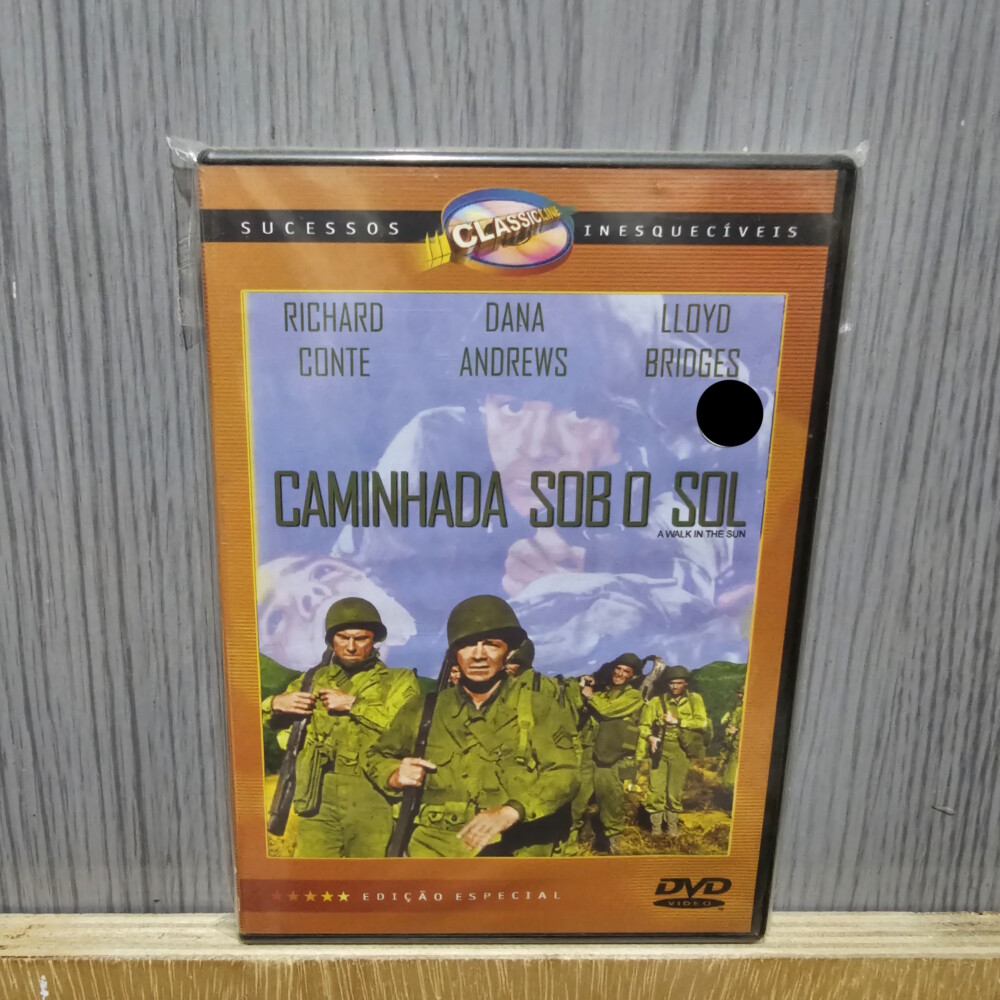 SUCESSOS CLASSICLINE INESQUECÍVEIS
RICHARD CONTE
DANA ANDREWS
LLOYD BRIDGES
CAMINHADA SOB O SOL
A WALK IN THE SUN
EDIÇÃO ESPECIAL
DVD
VIDEO
TM